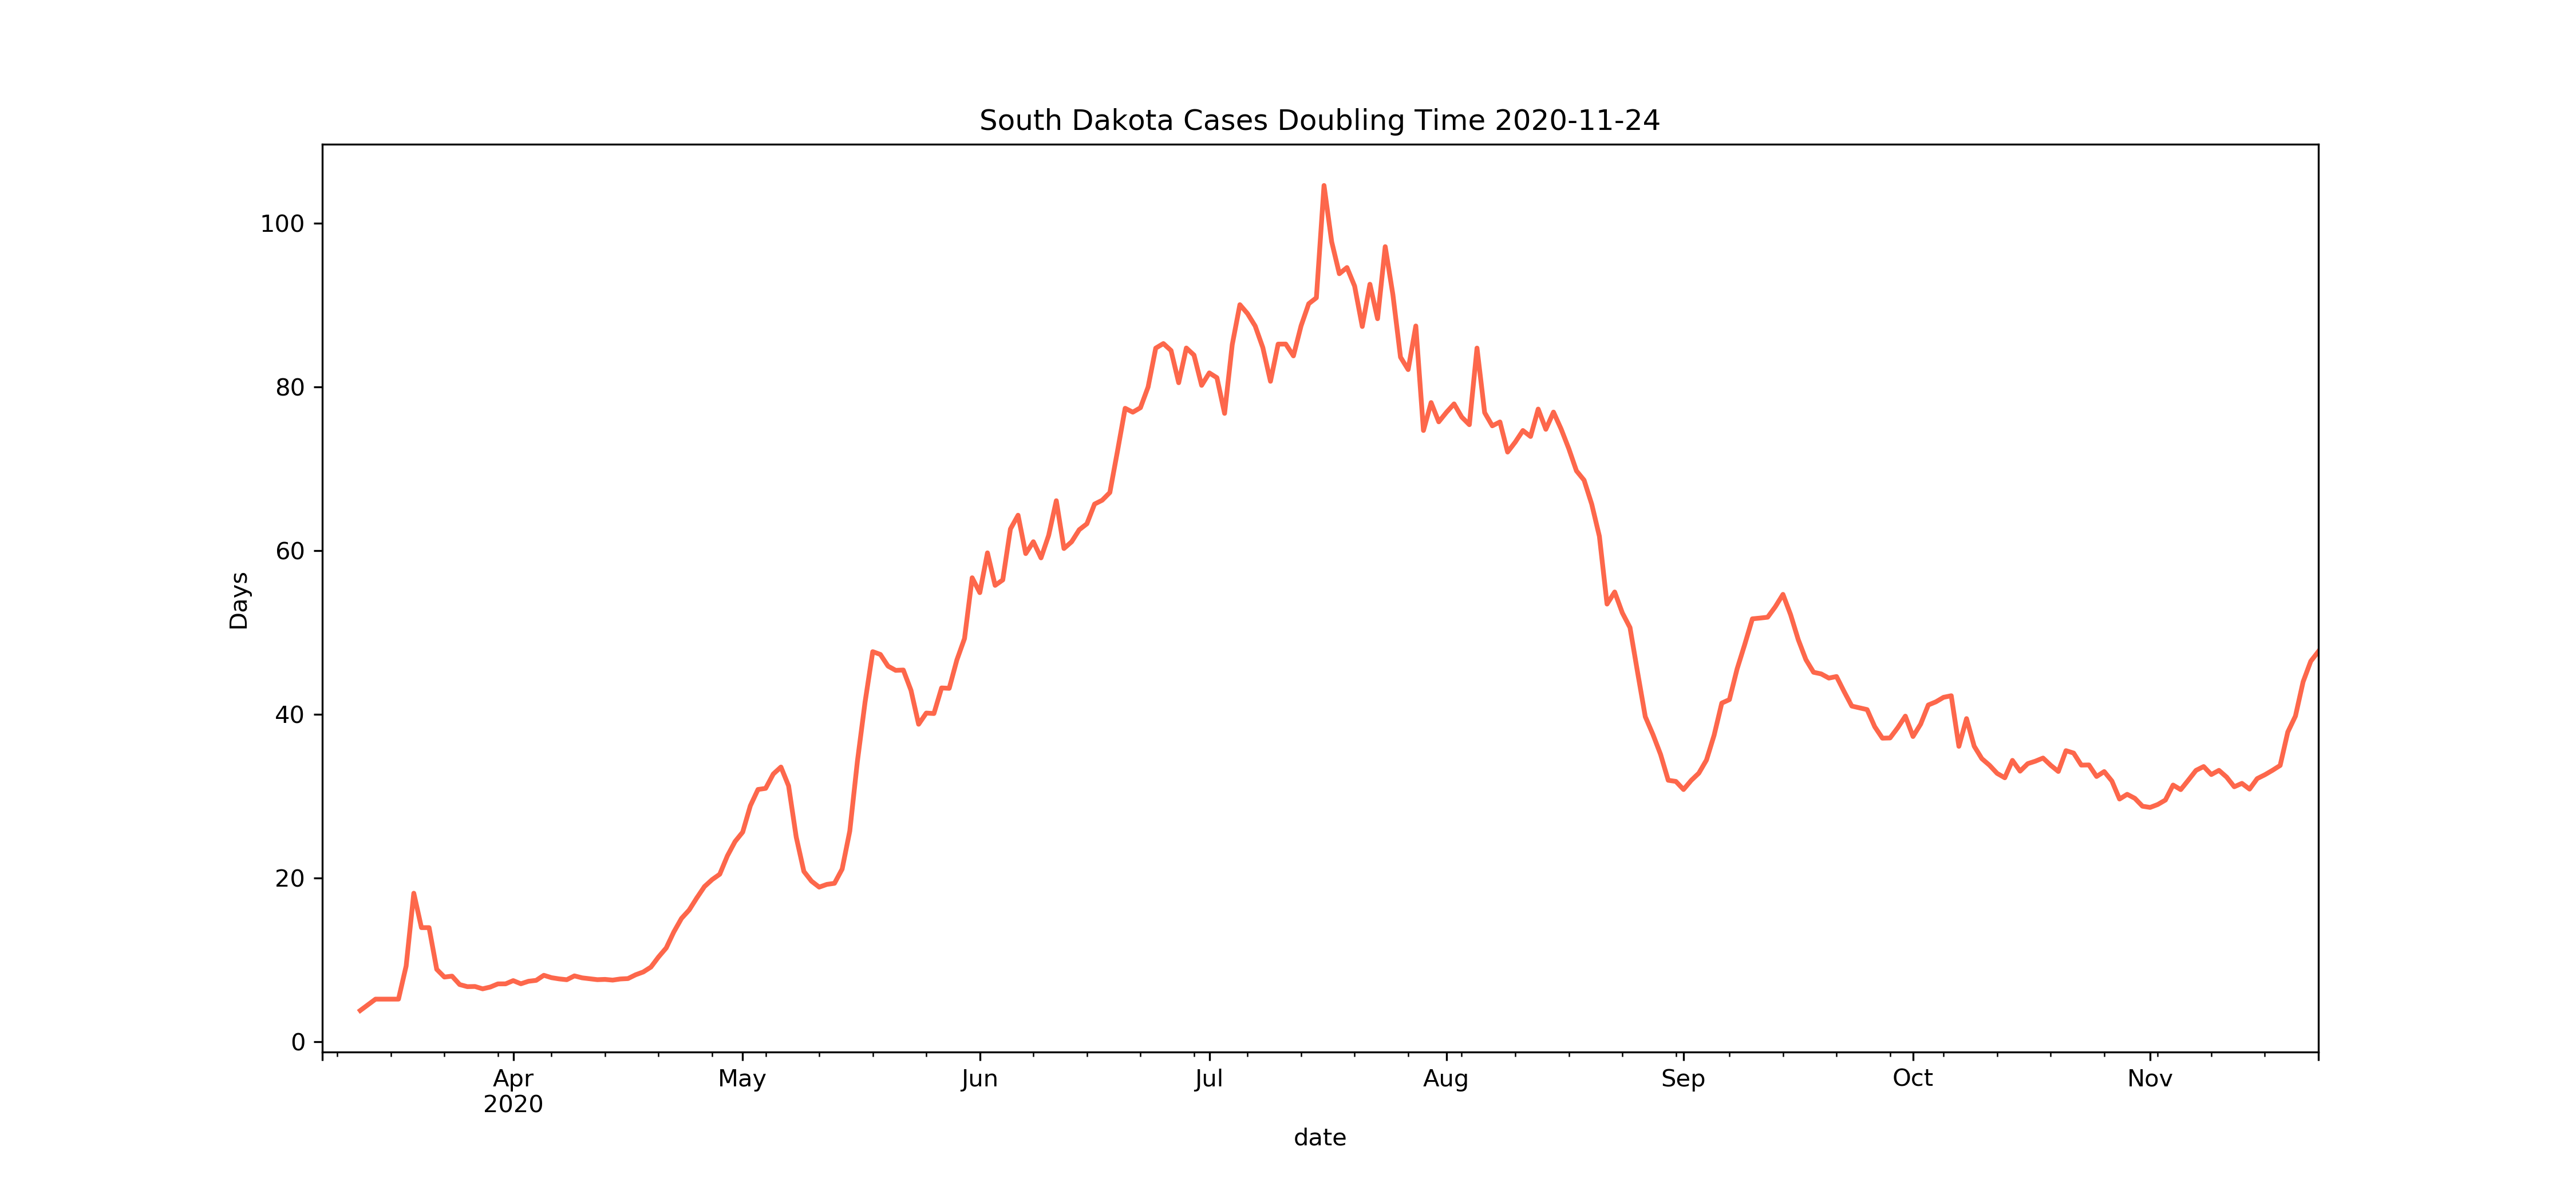 South Dakota Cases Doubling Time 2020-11-24
Days
100
80
60
40
20
0
Apr May Jun Jul Aug Sep Oct Nov
2020
date